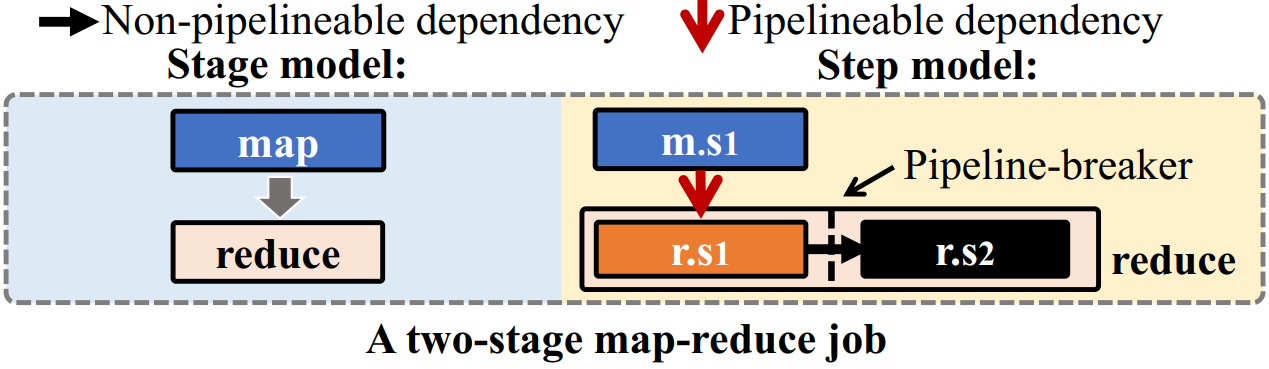 Non-pipelineable dependency
Pipelineable dependency
Stage model:
Step model:
map
m.s1
Pipeline-breaker
reduce
r.s1
r.s2
reduce
A two-stage map-reduce job